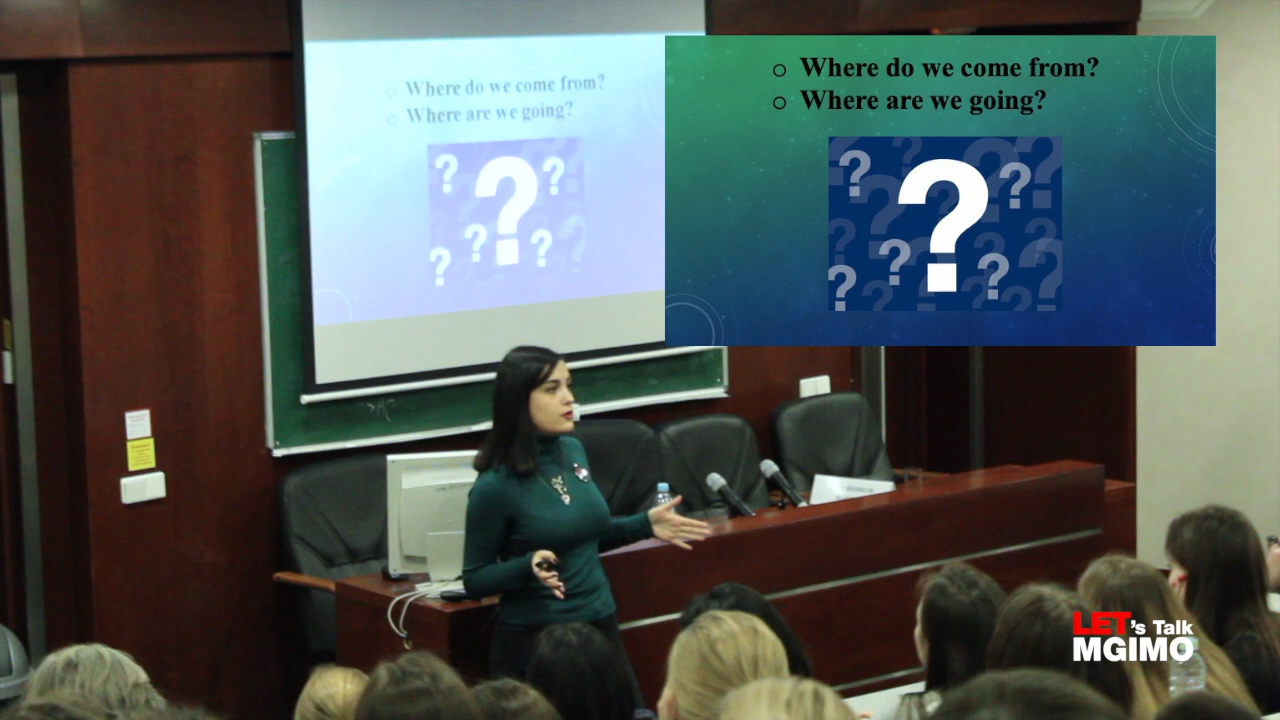 Where do we come from?
Where are we going?
?
Where do we come from?
Where are we going?
?
LET's Talk
MGIMO